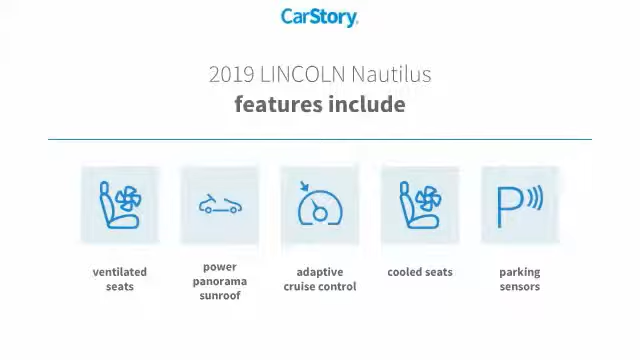 CarStory.
2019 LINCOLN Nautilus
features include
P
ventilated
seats
power
panorama
sunroof
adaptive
cruise control
cooled seats
parking
sensors